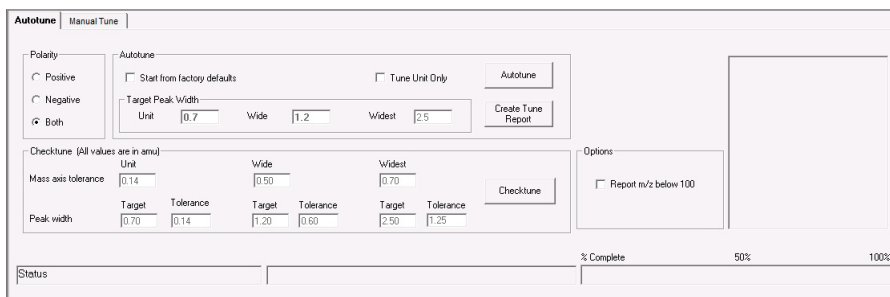 Autotune Manual Tune
Polarity
Positive
Negative
Both
Autotune
Start from factory defaults Tune Unit Only Autotune
Target Peak Width
Unit 0.7 Wide 1.2 Widest 2.5
Create Tune
Report
Checktune (All values are in amu)
Unit Wide Widest
Mass axis tolerance 0.14 0.50 0.70
Checktune
Target Tolerance Target Tolerance Target Tolerance
Peak width 0.70 0.14 1.20 0.60 2.50 1.25
Options
Report m/z below 100
% Complete 50% 100%
Status